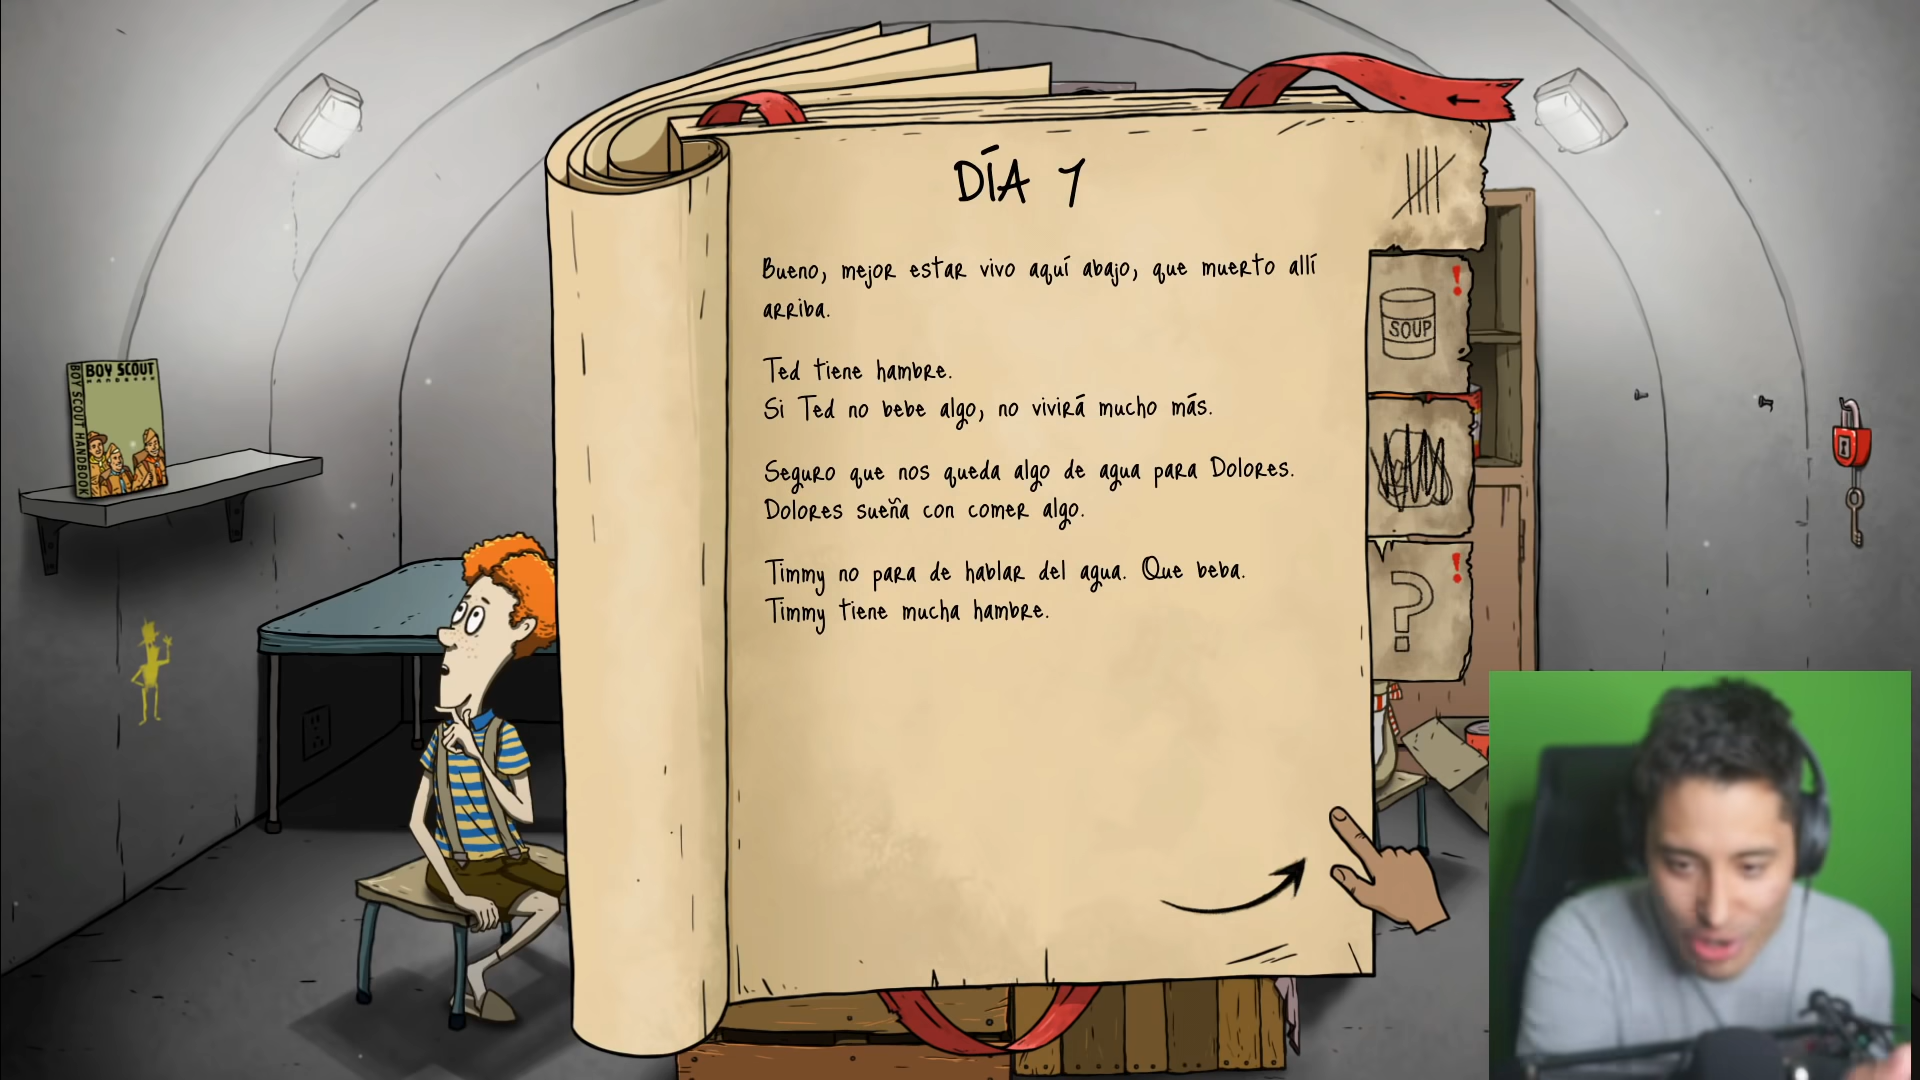 DÍA 7
Bueno, mejor estar vivo aquí abajo, que muerto allí
arriba.
Ted tiene hambre.
Si Ted no bebe algo, no vivirá mucho más.
Seguro que nos queda algo de agua para Dolores.
Dolores sueña con comer algo.
Timmy no para de hablar del agua. Que beba.
Timmy tiene mucha hambre.
!
SOUP
!
?
BOY SCOUT
HANDBOOK
BOY SCOUT HANDBOOK